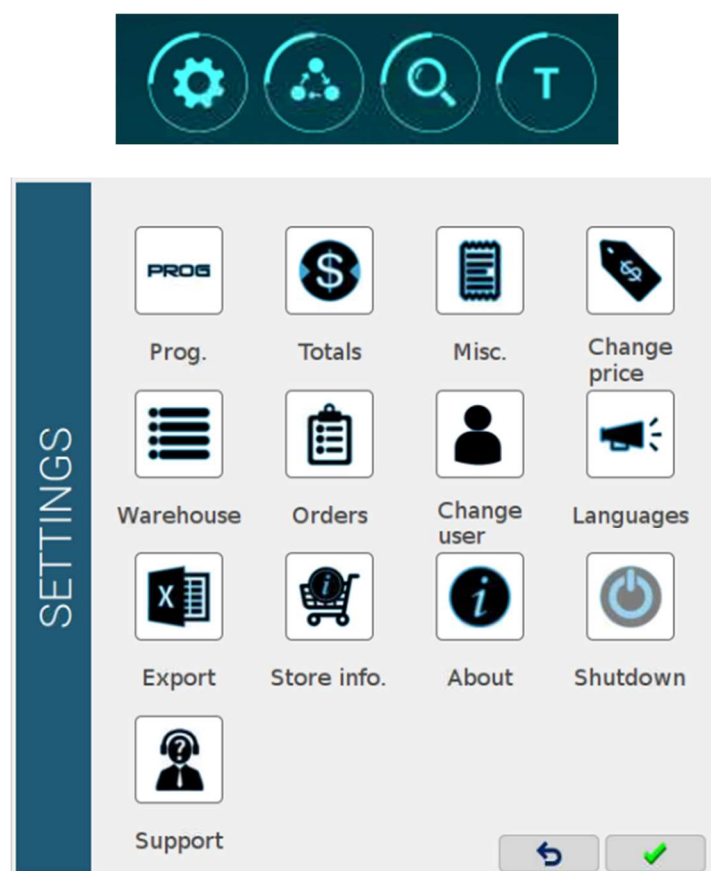 T
SETTINGS
PROG
$
$
Prog.
Totals
Misc.
Change
price
Warehouse
Orders
Change
user
Languages
X
i
i
Export
Store info.
About
Shutdown
?
Support